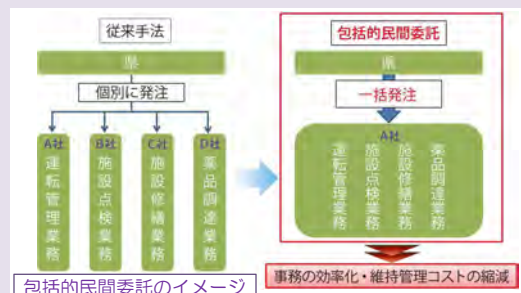 従来手法
県
個別に発注
A社
運転管理業務
B社
施設点検業務
C社
施設修繕業務
D社
薬品調達業務
包括的民間委託のイメージ
包括的民間委託
県
一括発注
A社
運転管理業務
施設点検業務
施設修繕業務
薬品調達業務
事務の効率化・維持管理コストの縮減